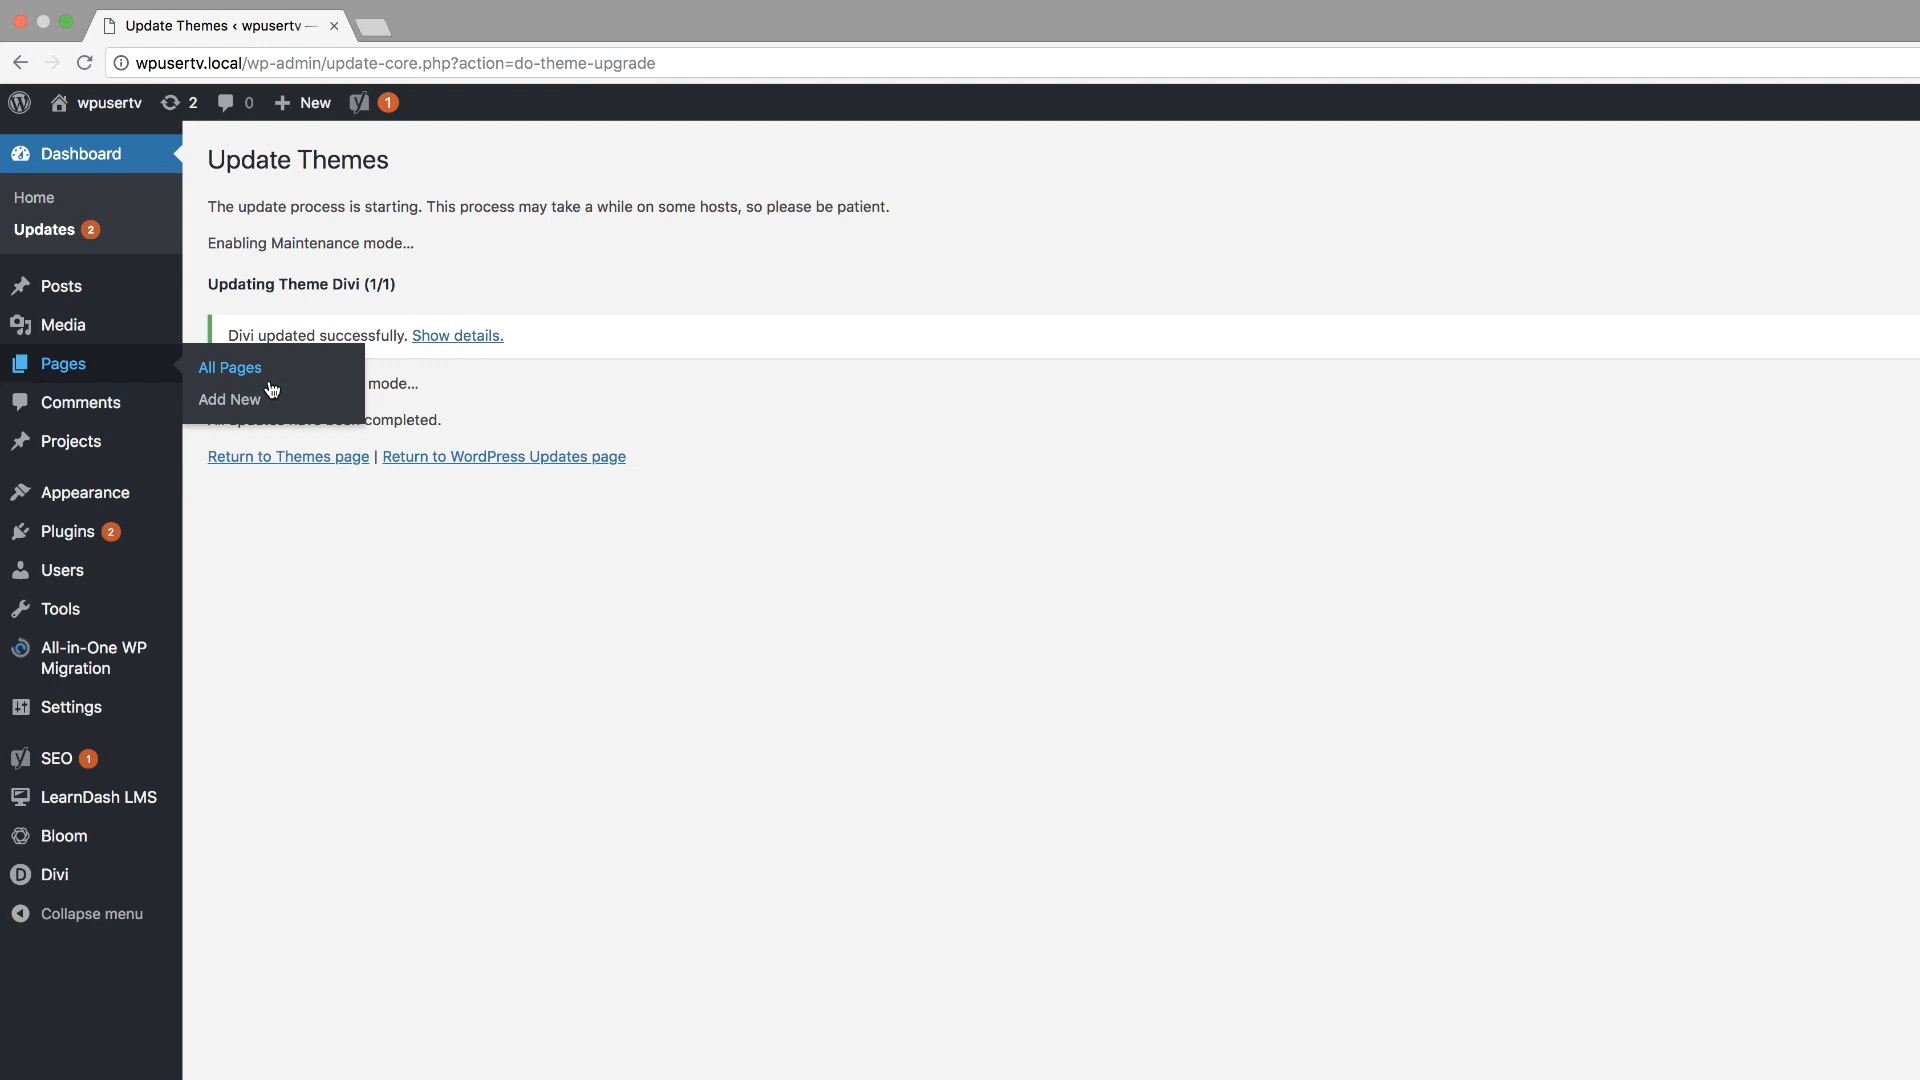 Update Themes ‹ wpusertv —
wpusertv.local/wp-admin/update-core.php?action=do-theme-upgrade
wpusertv 2 0 New 1
Dashboard
Home
Updates 2
Posts
Media
Pages
Comments
Projects
Appearance
Plugins 2
Users
Tools
All-in-One WP
Migration
Settings
SEO 1
LearnDash LMS
Bloom
Divi
Collapse menu
All Pages
Add New
Update Themes
The update process is starting. This process may take a while on some hosts, so please be patient.
Enabling Maintenance mode...
Updating Theme Divi (1/1)
Divi updated successfully. Show details.
mode...
completed.
Return to Themes page | Return to WordPress Updates page